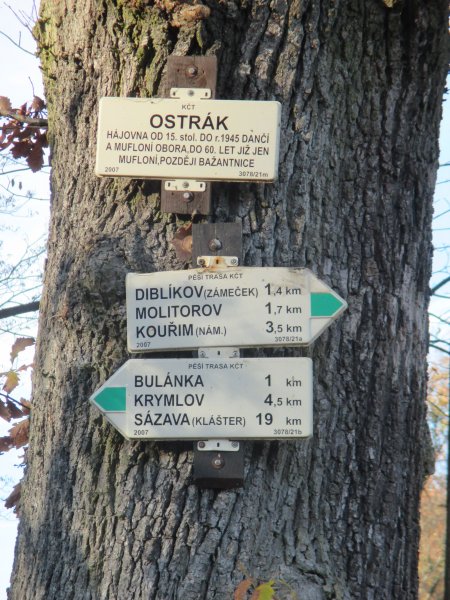 KČT
OSTRÁK
HÁJOVNA OD 15. stol. DO r.1945 DANČÍ
A MUFLONÍ OBORA,DO 60. LET JIŽ JEN
MUFLONÍ,POZDĚJI BAŽANTNICE
2007 3078/21m
PĚŠÍ TRASA KČT
DIBLÍKOV(ZÁMEČEK) 1,4 km
MOLITOROV 1,7 km
KOUŘIM(NÁM.) 3,5 km
2007 3078/21a
PĚŠÍ TRASA KČT
BULÁNKA 1 km
KRYMLOV 4,5 km
SÁZAVA(KLÁŠTER) 19 km
2007 3078/21b